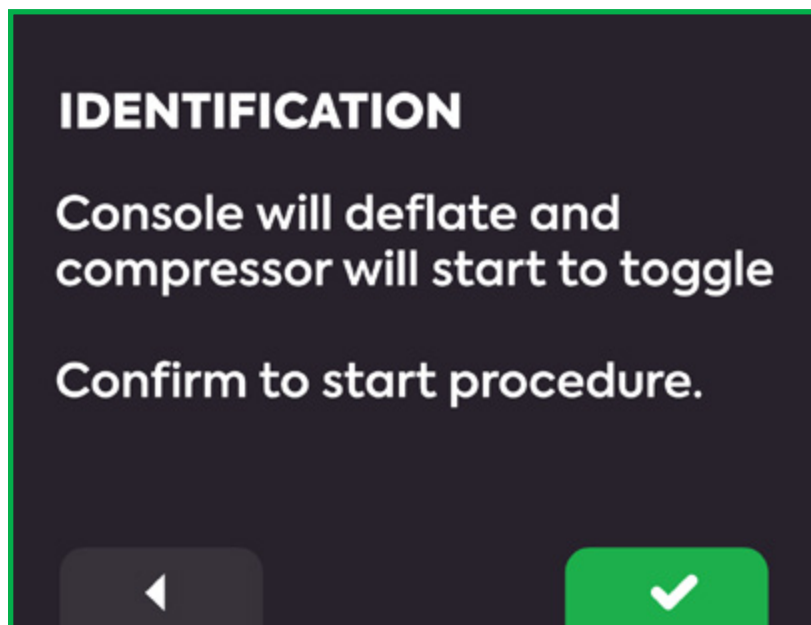 IDENTIFICATION
Console will deflate and
compressor will start to toggle
Confirm to start procedure.